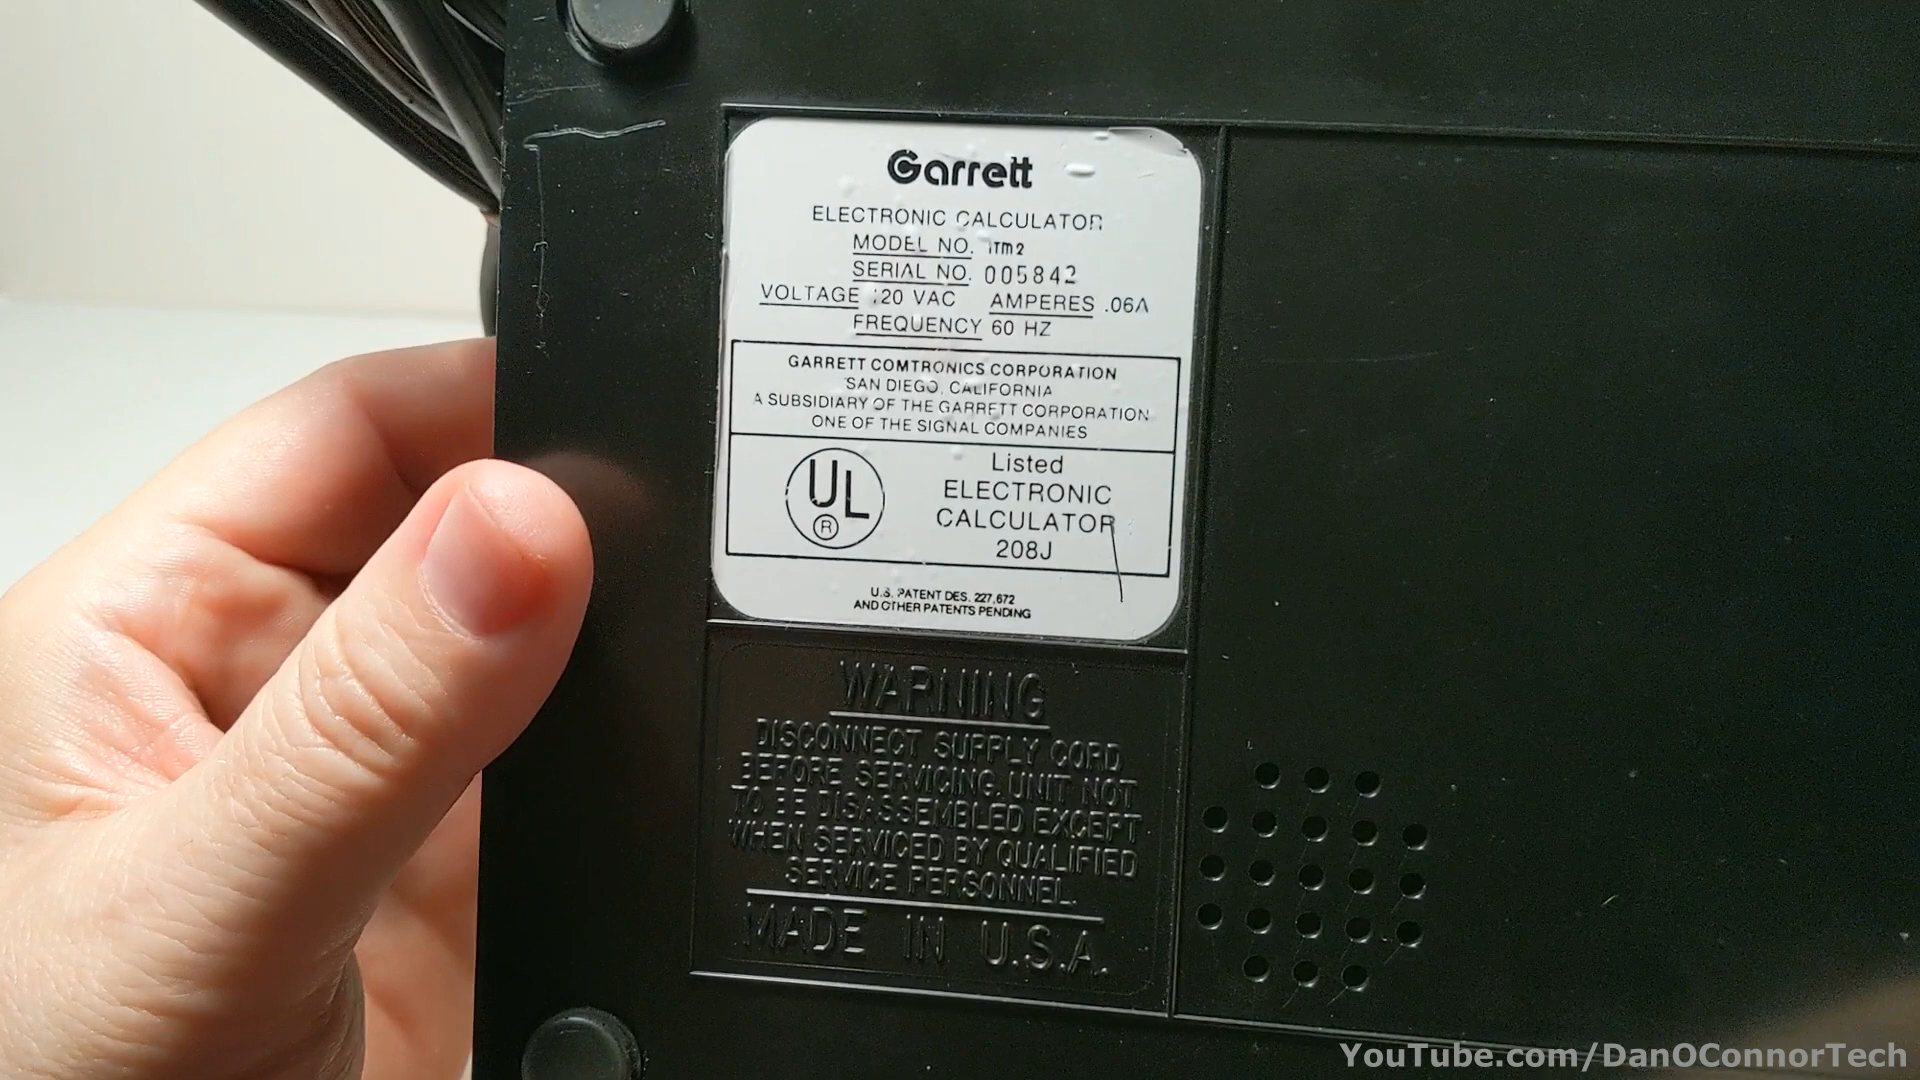 Garrett
ELECTRONIC CALCULATOR
MODEL NO. 1TM2
SERIAL NO. 005842
VOLTAGE 120 VAC AMPERES .06A
FREQUENCY 60 HZ
GARRETT COMTRONICS CORPORATION
SAN DIEGO, CALIFORNIA
A SUBSIDIARY OF THE GARRETT CORPORATION
ONE OF THE SIGNAL COMPANIES
UL
®
Listed
ELECTRONIC
CALCULATOR
208J
U.S. PATENT DES. 227,672
AND OTHER PATENTS PENDING
WARNING
DISCONNECT SUPPLY CORD
BEFORE SERVICING. UNIT NOT
TO BE DISASSEMBLED EXCEPT
WHEN SERVICED BY QUALIFIED
SERVICE PERSONNEL.
MADE IN U.S.A.
YouTube.com/DanOConnorTech